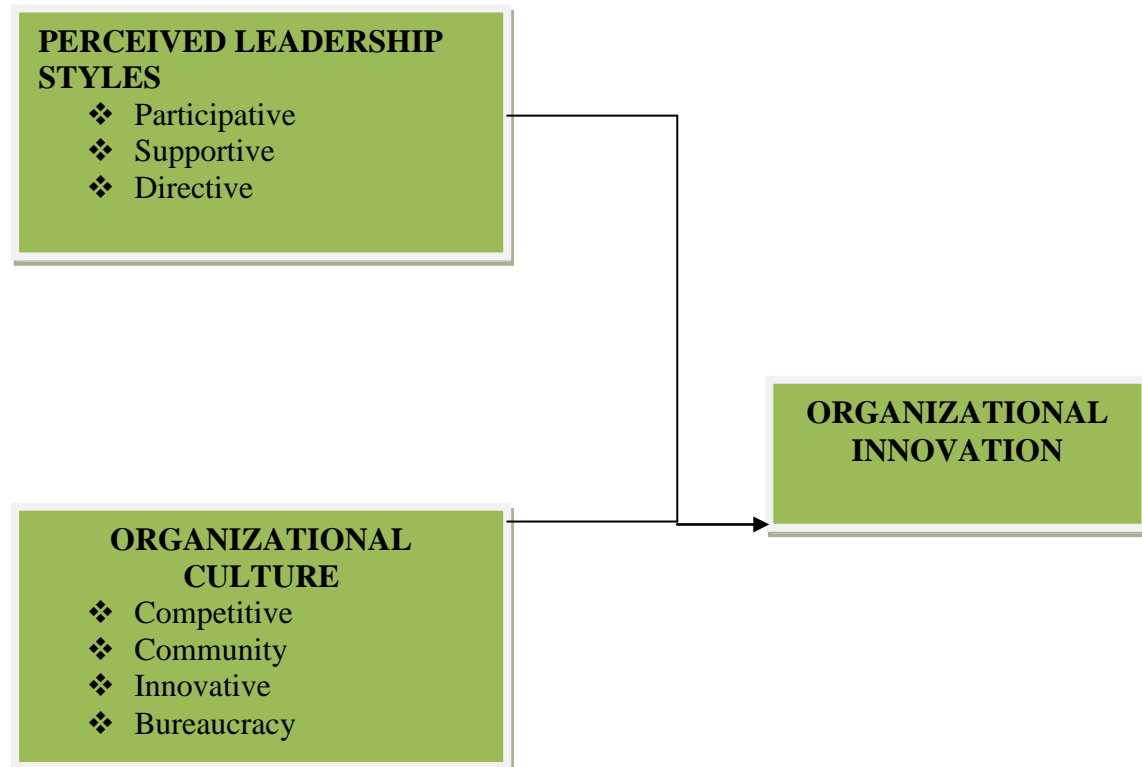 PERCEIVED LEADERSHIP
STYLES
❖ Participative
❖ Supportive
❖ Directive
ORGANIZATIONAL
INNOVATION
ORGANIZATIONAL
CULTURE
❖ Competitive
❖ Community
❖ Innovative
❖ Bureaucracy